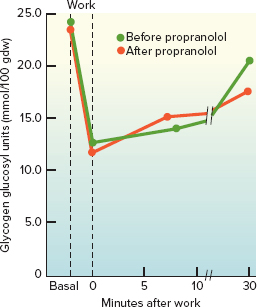 Work
25.0
20.0
15.0
10.0
5.0
0
Glycogen glucosyl units (mmol/100 gdw)
Before propranolol
After propranolol
Basal 0 5 10 30
Minutes after work